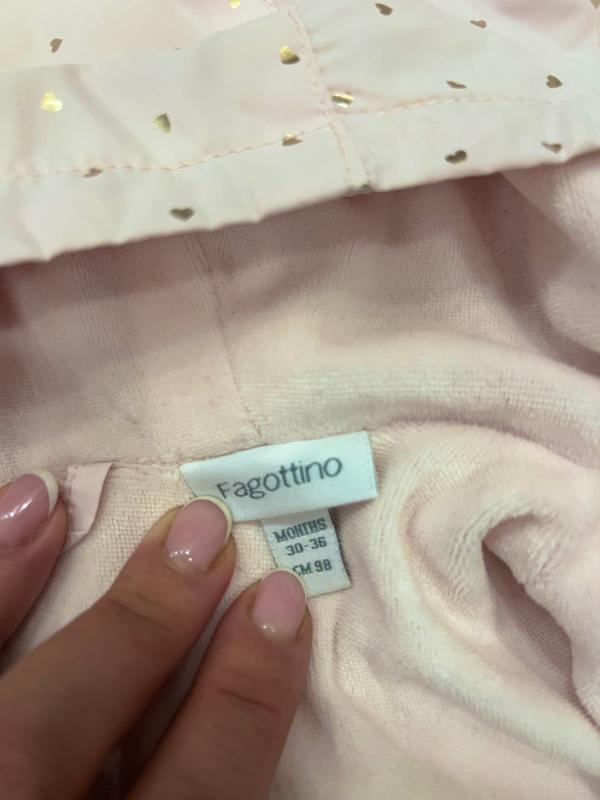 Fagottino
MONTHS
30-36
CM 98